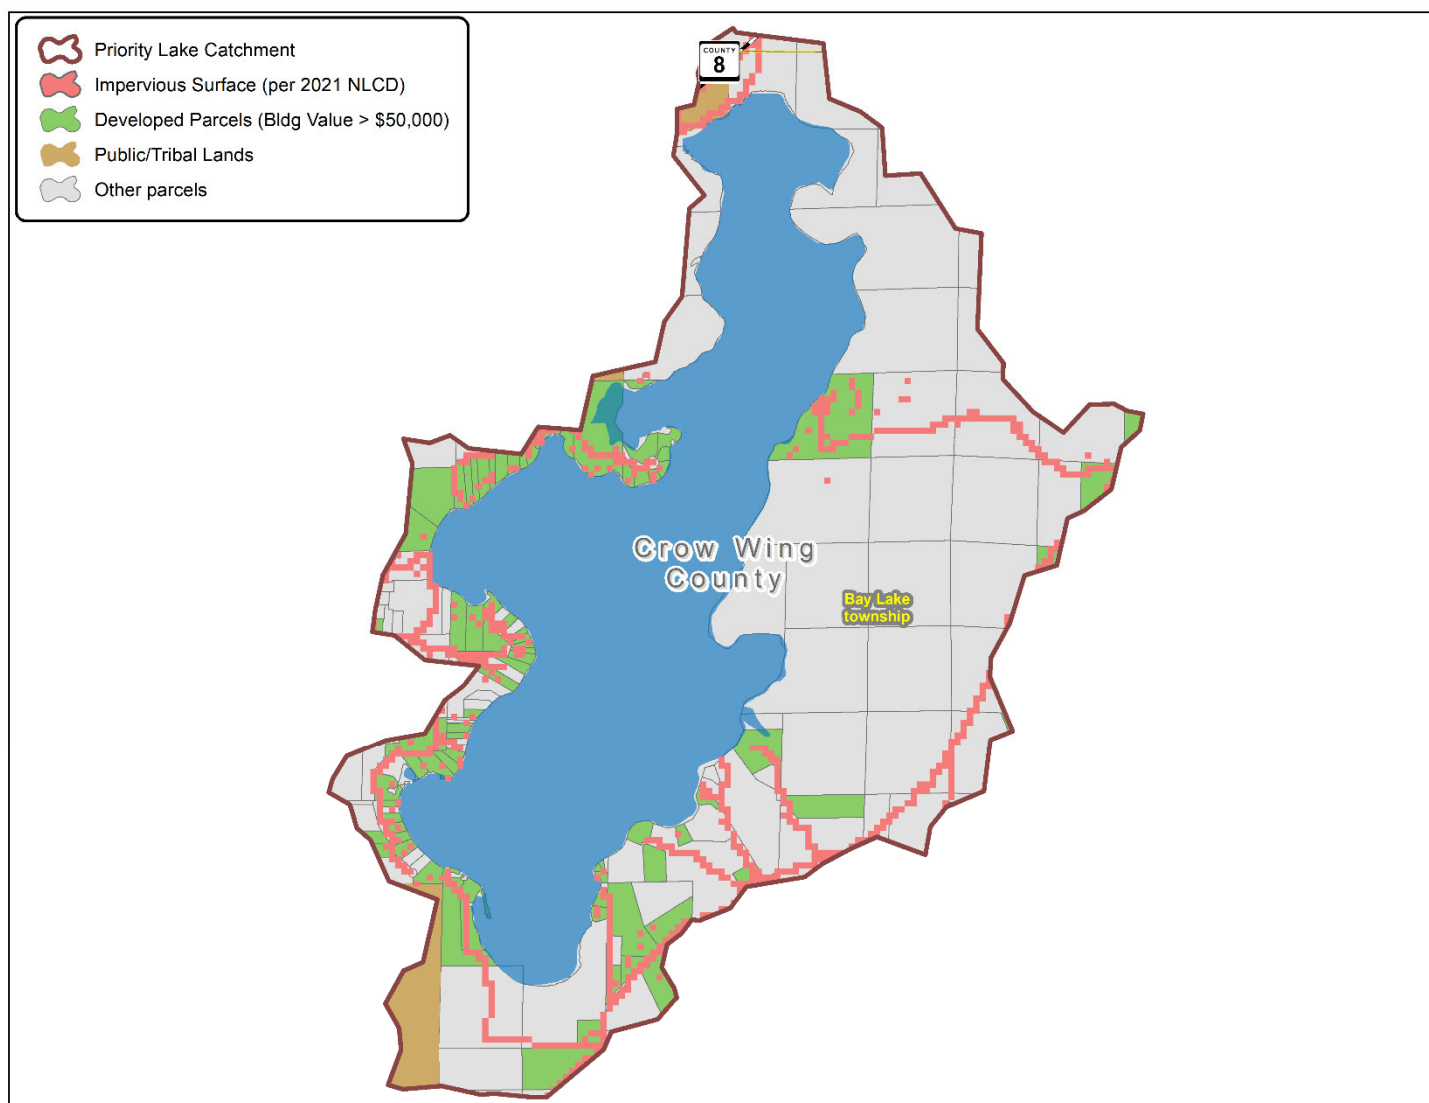 Priority Lake Catchment
Impervious Surface (per 2021 NLCD)
Developed Parcels (Bldg Value > $50,000)
Public/Tribal Lands
Other parcels
COUNTY
8
Crow Wing
County
Bay Lake
township